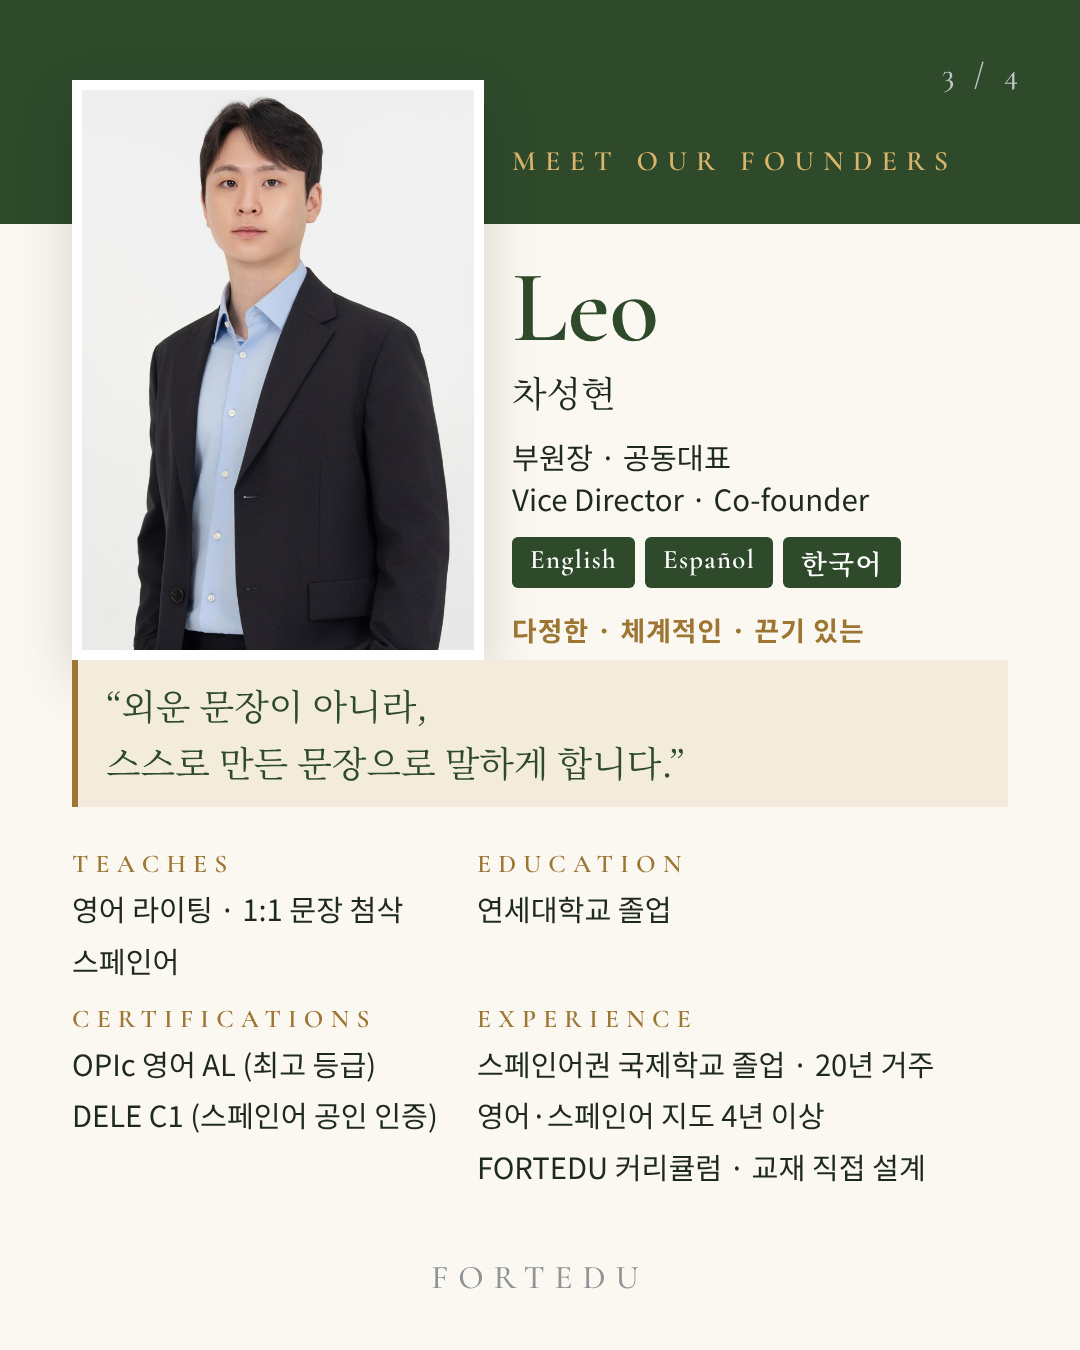 3 / 4
MEET OUR FOUNDERS
Leo
차성현
부원장 · 공동대표
Vice Director · Co-founder
English Español 한국어
다정한 · 체계적인 · 끈기 있는
“외운 문장이 아니라,
스스로 만든 문장으로 말하게 합니다.”
TEACHES
영어 라이팅 · 1:1 문장 첨삭
스페인어
EDUCATION
연세대학교 졸업
CERTIFICATIONS
OPIc 영어 AL (최고 등급)
DELE C1 (스페인어 공인 인증)
EXPERIENCE
스페인어권 국제학교 졸업 · 20년 거주
영어·스페인어 지도 4년 이상
FORTEDU 커리큘럼 · 교재 직접 설계
FORTEDU